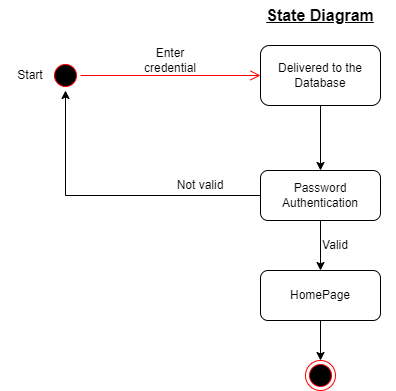 State Diagram
Enter
credential
Start
Delivered to the
Database
Not valid
Password
Authentication
Valid
HomePage